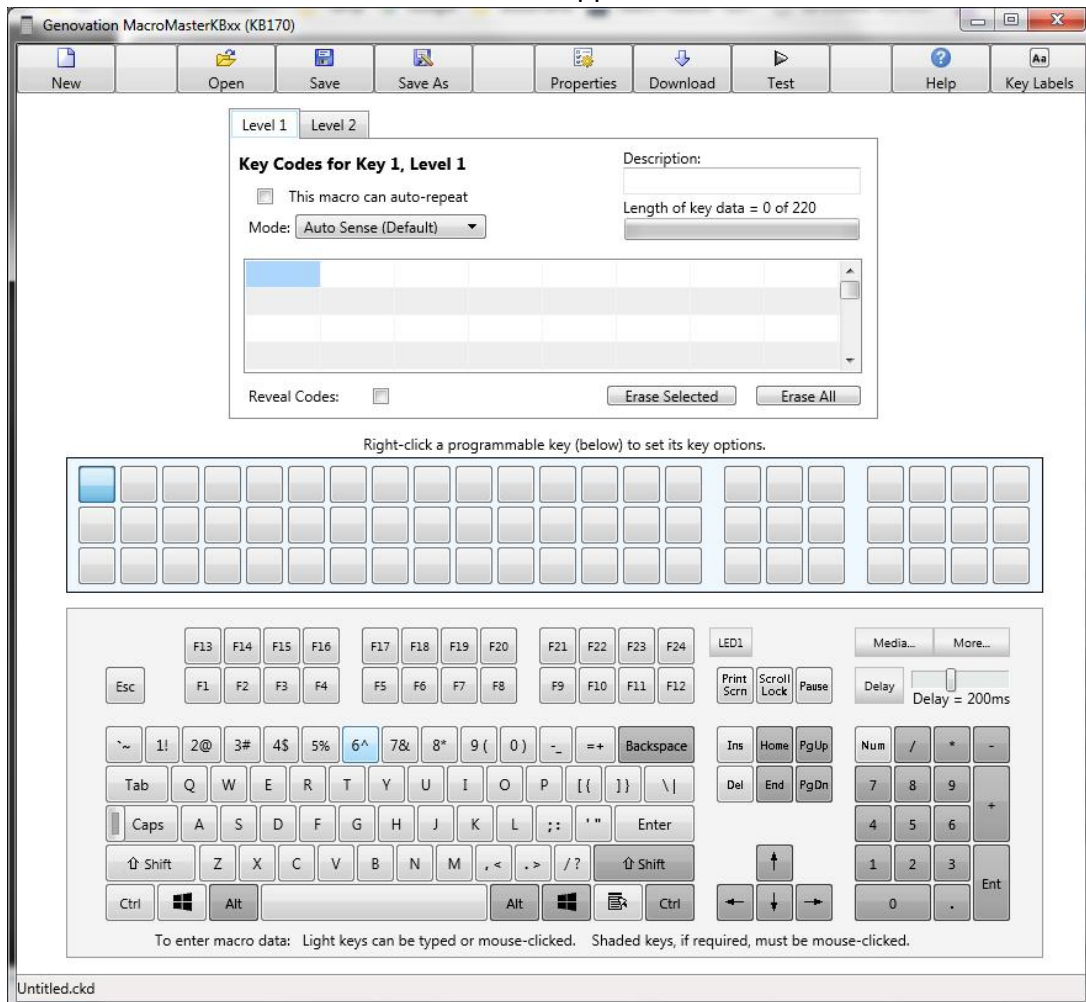 Genovation MacroMasterKBxx (KB170)
New Open Save Save As Properties Download Test Help Key Labels
Aa
Level 1 Level 2
Key Codes for Key 1, Level 1
Description:
This macro can auto-repeat
Length of key data = 0 of 220
Mode: Auto Sense (Default)
Reveal Codes: Erase Selected Erase All
Right-click a programmable key (below) to set its key options.
F13 F14 F15 F16 F17 F18 F19 F20 F21 F22 F23 F24 LED1 Media... More...
Esc F1 F2 F3 F4 F5 F6 F7 F8 F9 F10 F11 F12 Print Scrn Scroll Lock Pause Delay
Delay = 200ms
`~ 1! 2@ 3# 4$ 5% 6^ 7& 8* 9( 0) -_ =+ Backspace Ins Home PgUp Num / * -
Tab Q W E R T Y U I O P [{ ]} \| Del End PgDn 7 8 9 +
Caps A S D F G H J K L ;: '" Enter 4 5 6
⇧ Shift Z X C V B N M ,< .> /? ⇧ Shift 1 2 3 Ent
Ctrl Alt Alt Ctrl 0 .
To enter macro data: Light keys can be typed or mouse-clicked. Shaded keys, if required, must be mouse-clicked.
Untitled.ckd